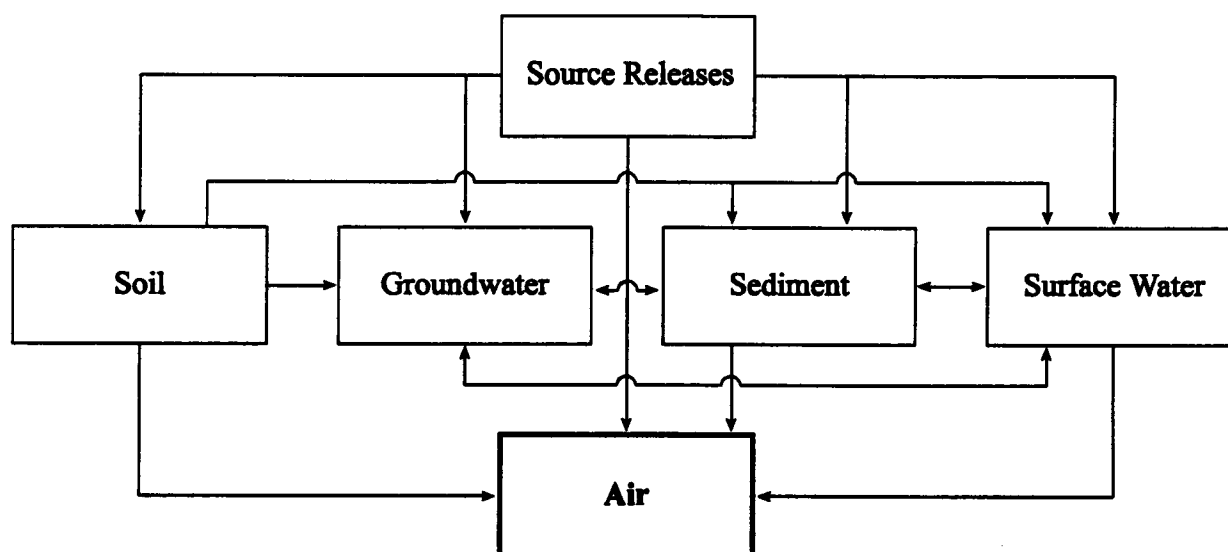 Source Releases
Soil
Groundwater
Sediment
Surface Water
Air